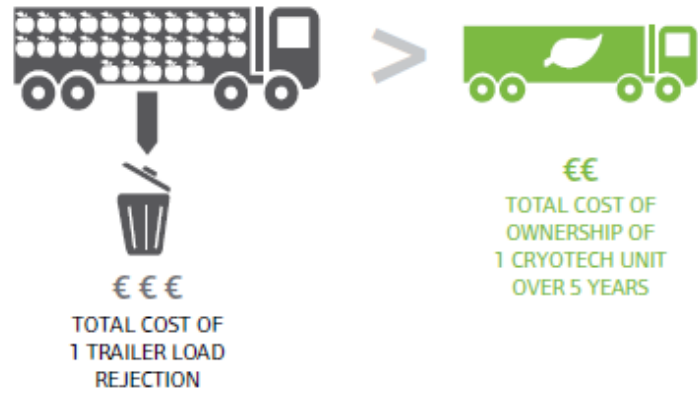 >
€€
TOTAL COST OF
OWNERSHIP OF
1 CRYOTECH UNIT
OVER 5 YEARS
€ € €
TOTAL COST OF
1 TRAILER LOAD
REJECTION